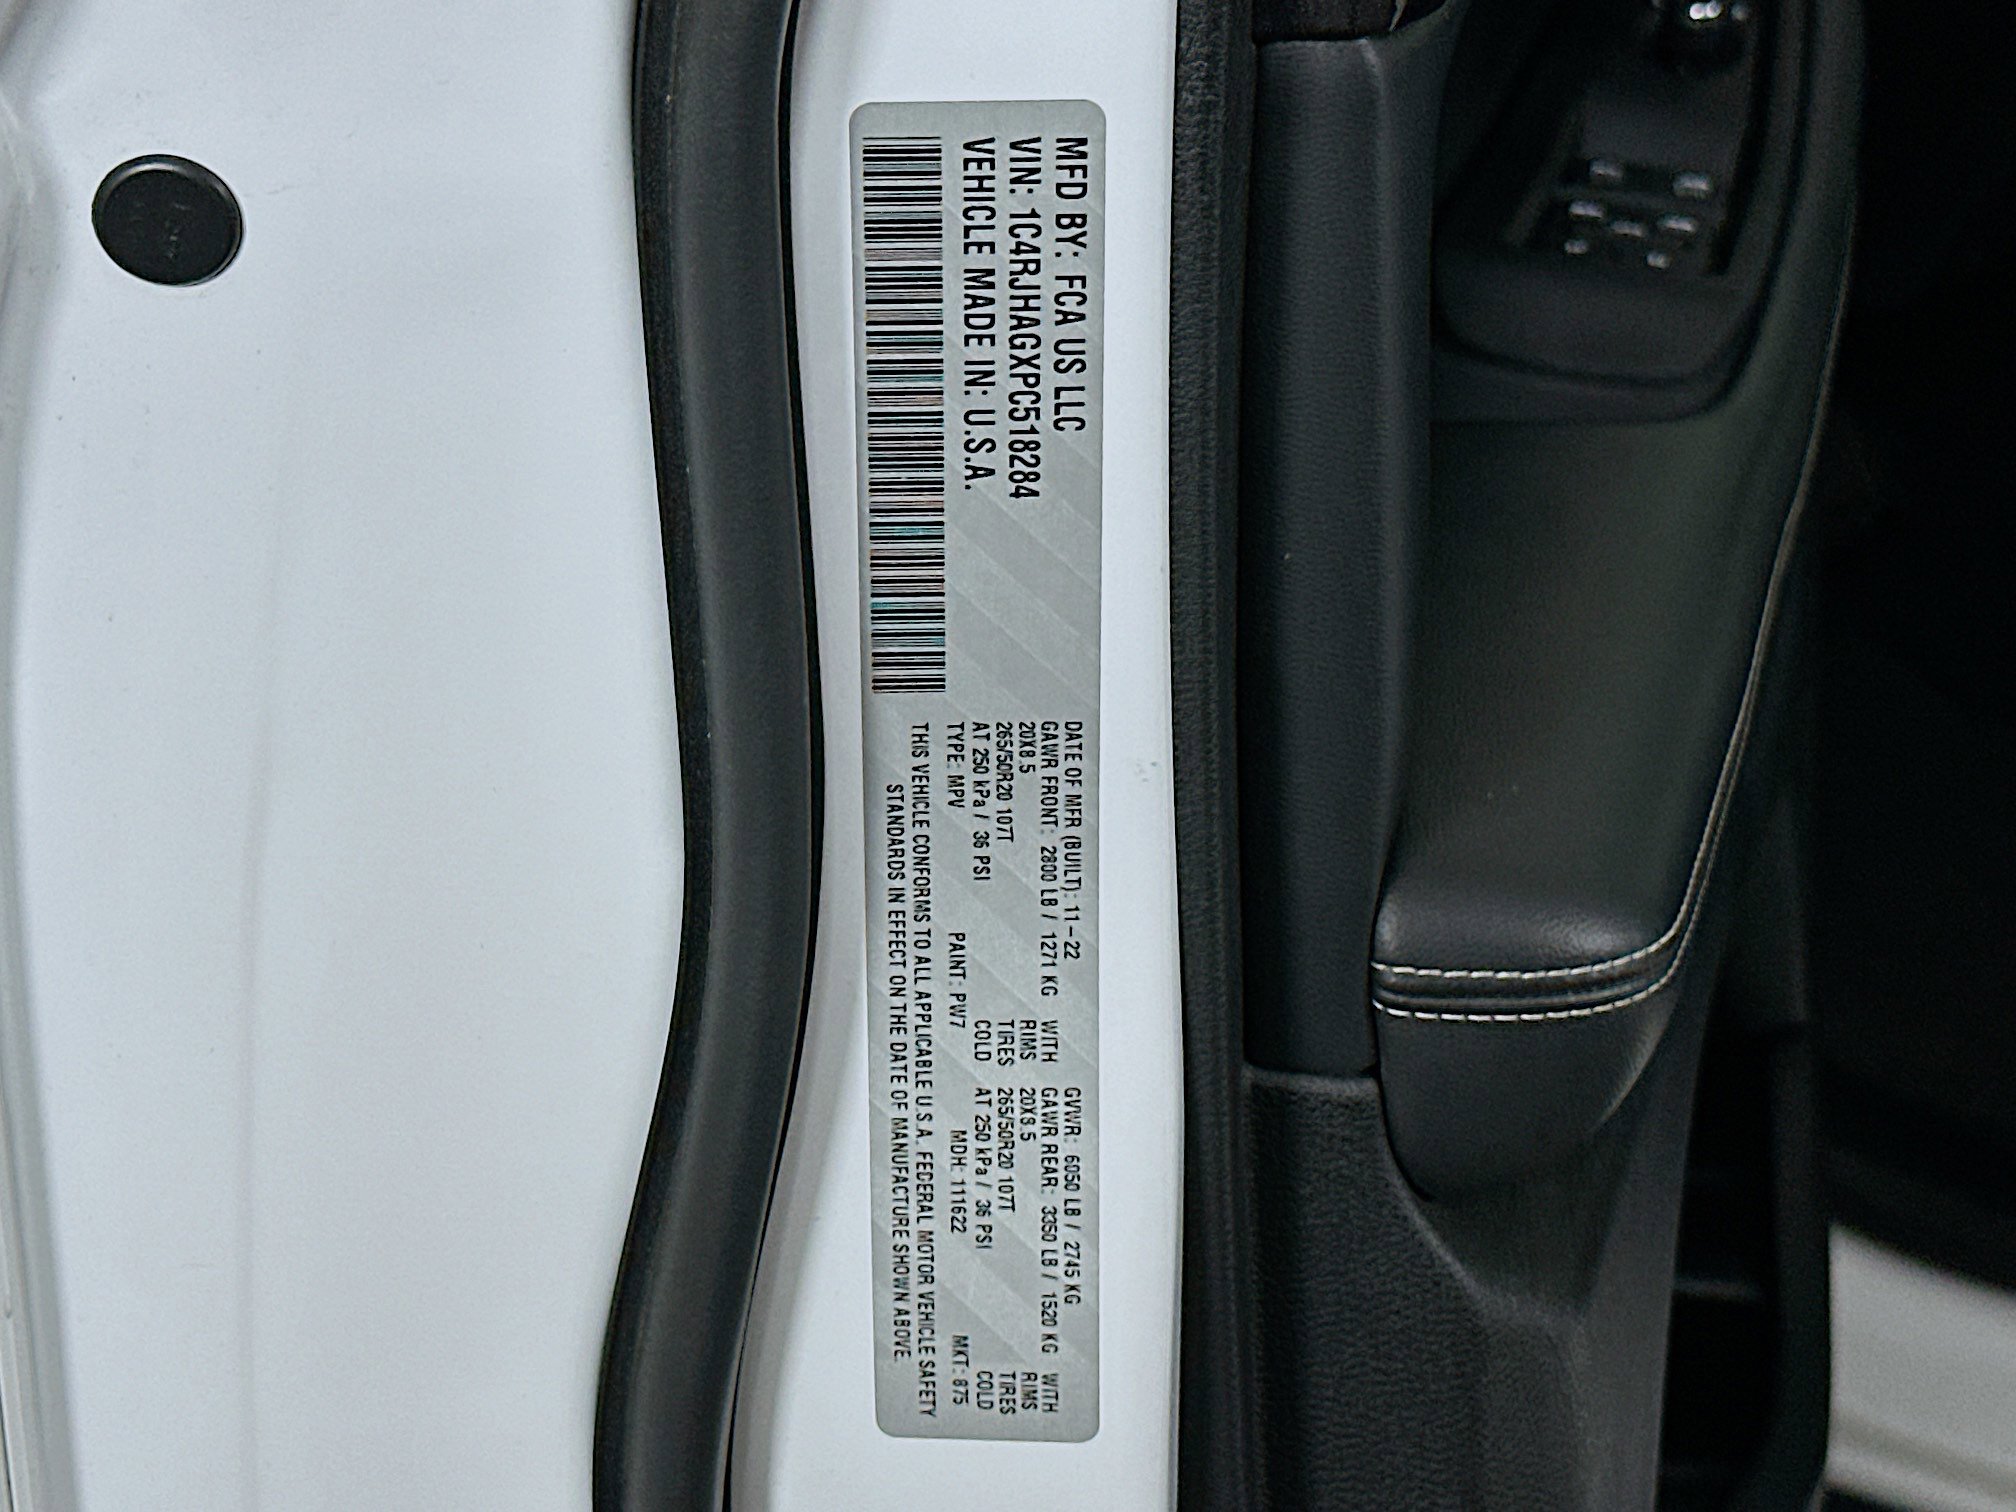 MFD BY: FCA US LLC
VIN: 1C4RJHAGXPC518284
VEHICLE MADE IN: U.S.A.
DATE OF MFR (BUILT): 11-22 GVWR: 6050 LB / 2745 KG
GAWR FRONT: 2800 LB / 1271 KG WITH GAWR REAR: 3350 LB / 1520 KG WITH
20X8.5 RIMS 20X8.5 RIMS
265/50R20 107T TIRES 265/50R20 107T TIRES
AT 250 kPa / 36 PSI COLD AT 250 kPa / 36 PSI COLD
TYPE: MPV PAINT: PW7 MDH: 111622 MKT: 875
THIS VEHICLE CONFORMS TO ALL APPLICABLE U.S.A. FEDERAL MOTOR VEHICLE SAFETY
STANDARDS IN EFFECT ON THE DATE OF MANUFACTURE SHOWN ABOVE.